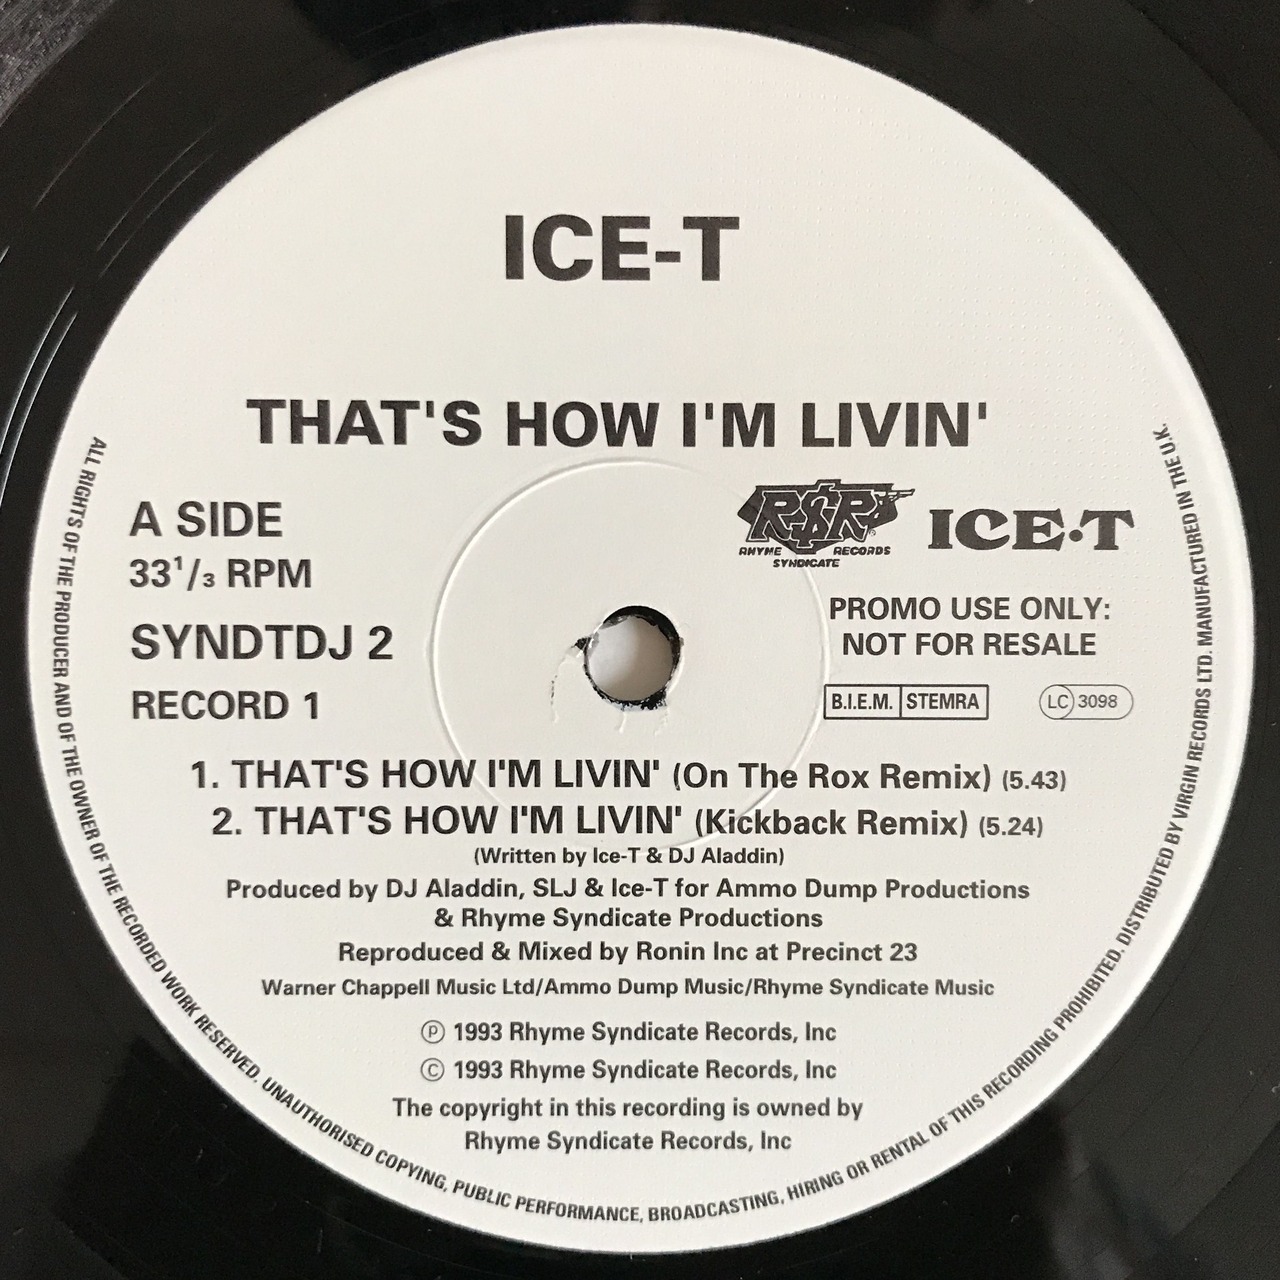 ICE-T
THAT'S HOW I'M LIVIN'
A SIDE
33¹/₃ RPM
SYNDTDJ 2
RECORD 1
R$R
RHYME RECORDS
SYNDICATE
ICE·T
PROMO USE ONLY:
NOT FOR RESALE
B.I.E.M. STEMRA
LC 3098
1. THAT'S HOW I'M LIVIN' (On The Rox Remix) (5.43)
2. THAT'S HOW I'M LIVIN' (Kickback Remix) (5.24)
(Written by Ice-T & DJ Aladdin)
Produced by DJ Aladdin, SLJ & Ice-T for Ammo Dump Productions
& Rhyme Syndicate Productions
Reproduced & Mixed by Ronin Inc at Precinct 23
Warner Chappell Music Ltd/Ammo Dump Music/Rhyme Syndicate Music
℗ 1993 Rhyme Syndicate Records, Inc
© 1993 Rhyme Syndicate Records, Inc
The copyright in this recording is owned by
Rhyme Syndicate Records, Inc
ALL RIGHTS OF THE PRODUCER AND OF THE OWNER OF THE RECORDED WORK RESERVED. UNAUTHORISED COPYING, PUBLIC PERFORMANCE, BROADCASTING, HIRING OR RENTAL OF THIS RECORDING PROHIBITED. DISTRIBUTED BY VIRGIN RECORDS LTD. MANUFACTURED IN THE U.K.